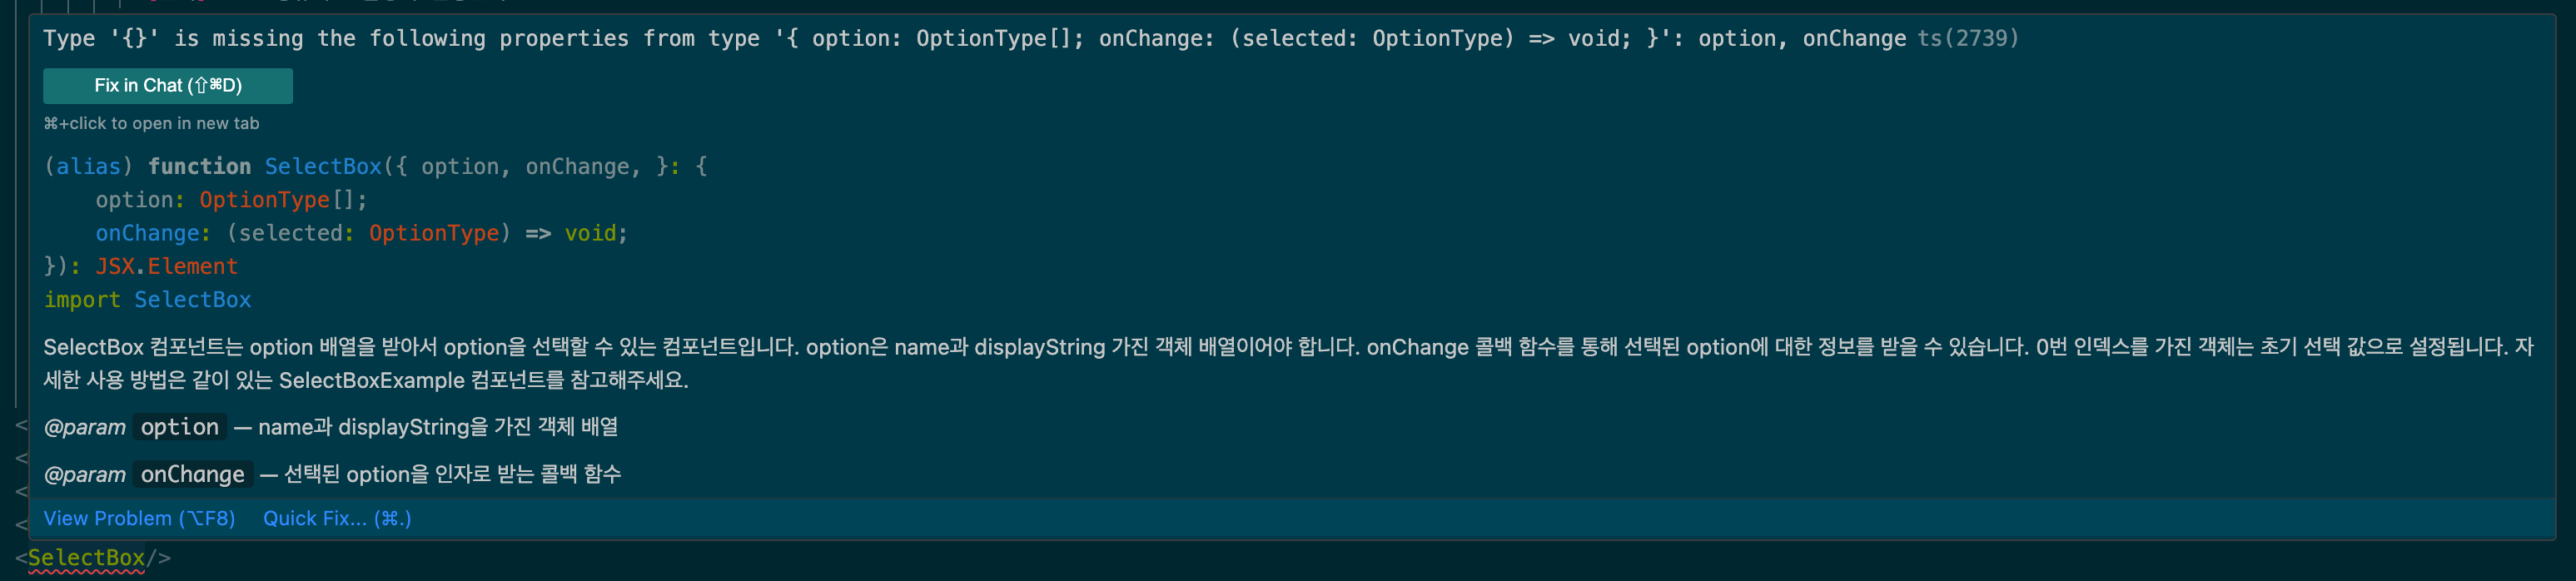 Type '{}' is missing the following properties from type '{ option: OptionType[]; onChange: (selected: OptionType) => void; }': option, onChange ts(2739)
Fix in Chat (⇧⌘D)
⌘+click to open in new tab
(alias) function SelectBox({ option, onChange, }: {
    option: OptionType[];
    onChange: (selected: OptionType) => void;
}): JSX.Element
import SelectBox
SelectBox 컴포넌트는 option 배열을 받아서 option을 선택할 수 있는 컴포넌트입니다. option은 name과 displayString 가진 객체 배열이어야 합니다. onChange 콜백 함수를 통해 선택된 option에 대한 정보를 받을 수 있습니다. 0번 인덱스를 가진 객체는 초기 선택 값으로 설정됩니다. 자
세한 사용 방법은 같이 있는 SelectBoxExample 컴포넌트를 참고해주세요.
<
@param option — name과 displayString을 가진 객체 배열
<
@param onChange — 선택된 option을 인자로 받는 콜백 함수
<
View Problem (⌥F8) Quick Fix... (⌘.)
<
<SelectBox/>